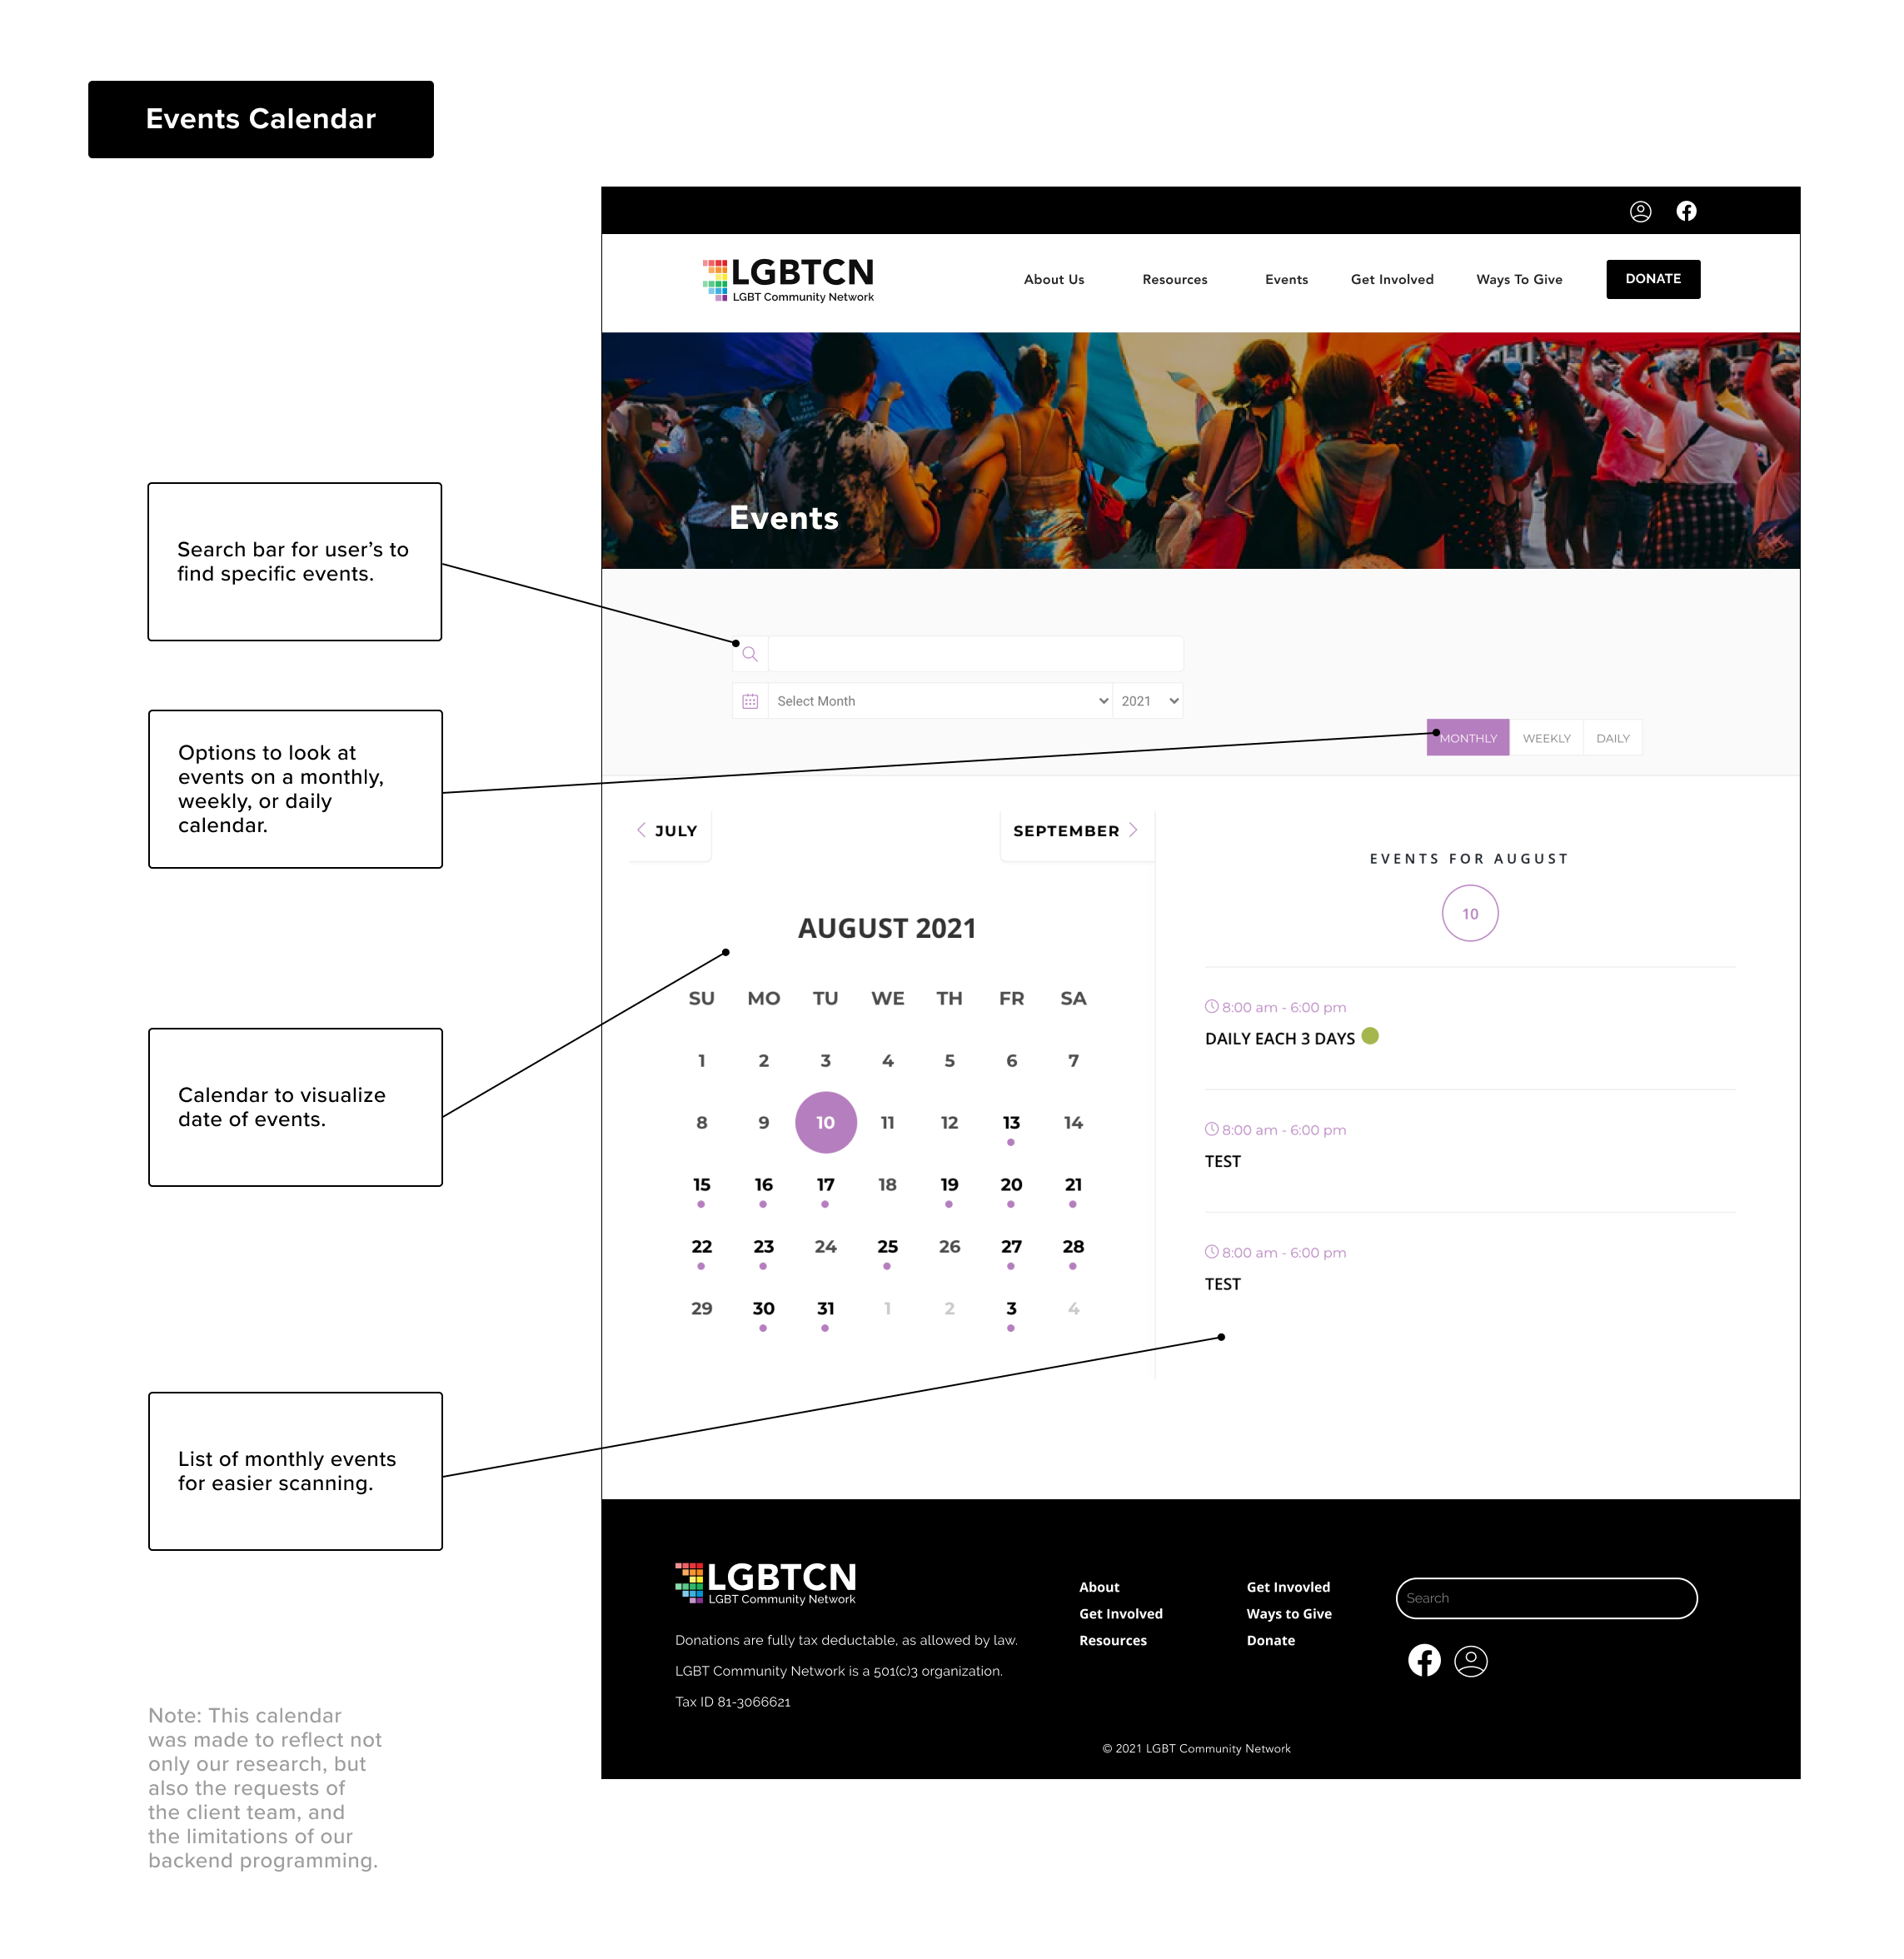 Events Calendar
LGBTCN
LGBT Community Network
About Us
Resources
Events
Get Involved
Ways To Give
DONATE
Events
Search bar for user’s to
find specific events.
Select Month
2021
Options to look at
events on a monthly,
weekly, or daily
calendar.
MONTHLY
WEEKLY
DAILY
JULY
SEPTEMBER
AUGUST 2021
SU MO TU WE TH FR SA
1 2 3 4 5 6 7
8 9 10 11 12 13 14
15 16 17 18 19 20 21
22 23 24 25 26 27 28
29 30 31 1 2 3 4
Calendar to visualize
date of events.
EVENTS FOR AUGUST
10
8:00 am - 6:00 pm
DAILY EACH 3 DAYS
8:00 am - 6:00 pm
TEST
8:00 am - 6:00 pm
TEST
List of monthly events
for easier scanning.
LGBTCN
LGBT Community Network
Donations are fully tax deductable, as allowed by law.
LGBT Community Network is a 501(c)3 organization.
Tax ID 81-3066621
About
Get Involved
Resources
Get Invovled
Ways to Give
Donate
Search
© 2021 LGBT Community Network
Note: This calendar
was made to reflect not
only our research, but
also the requests of
the client team, and
the limitations of our
backend programming.